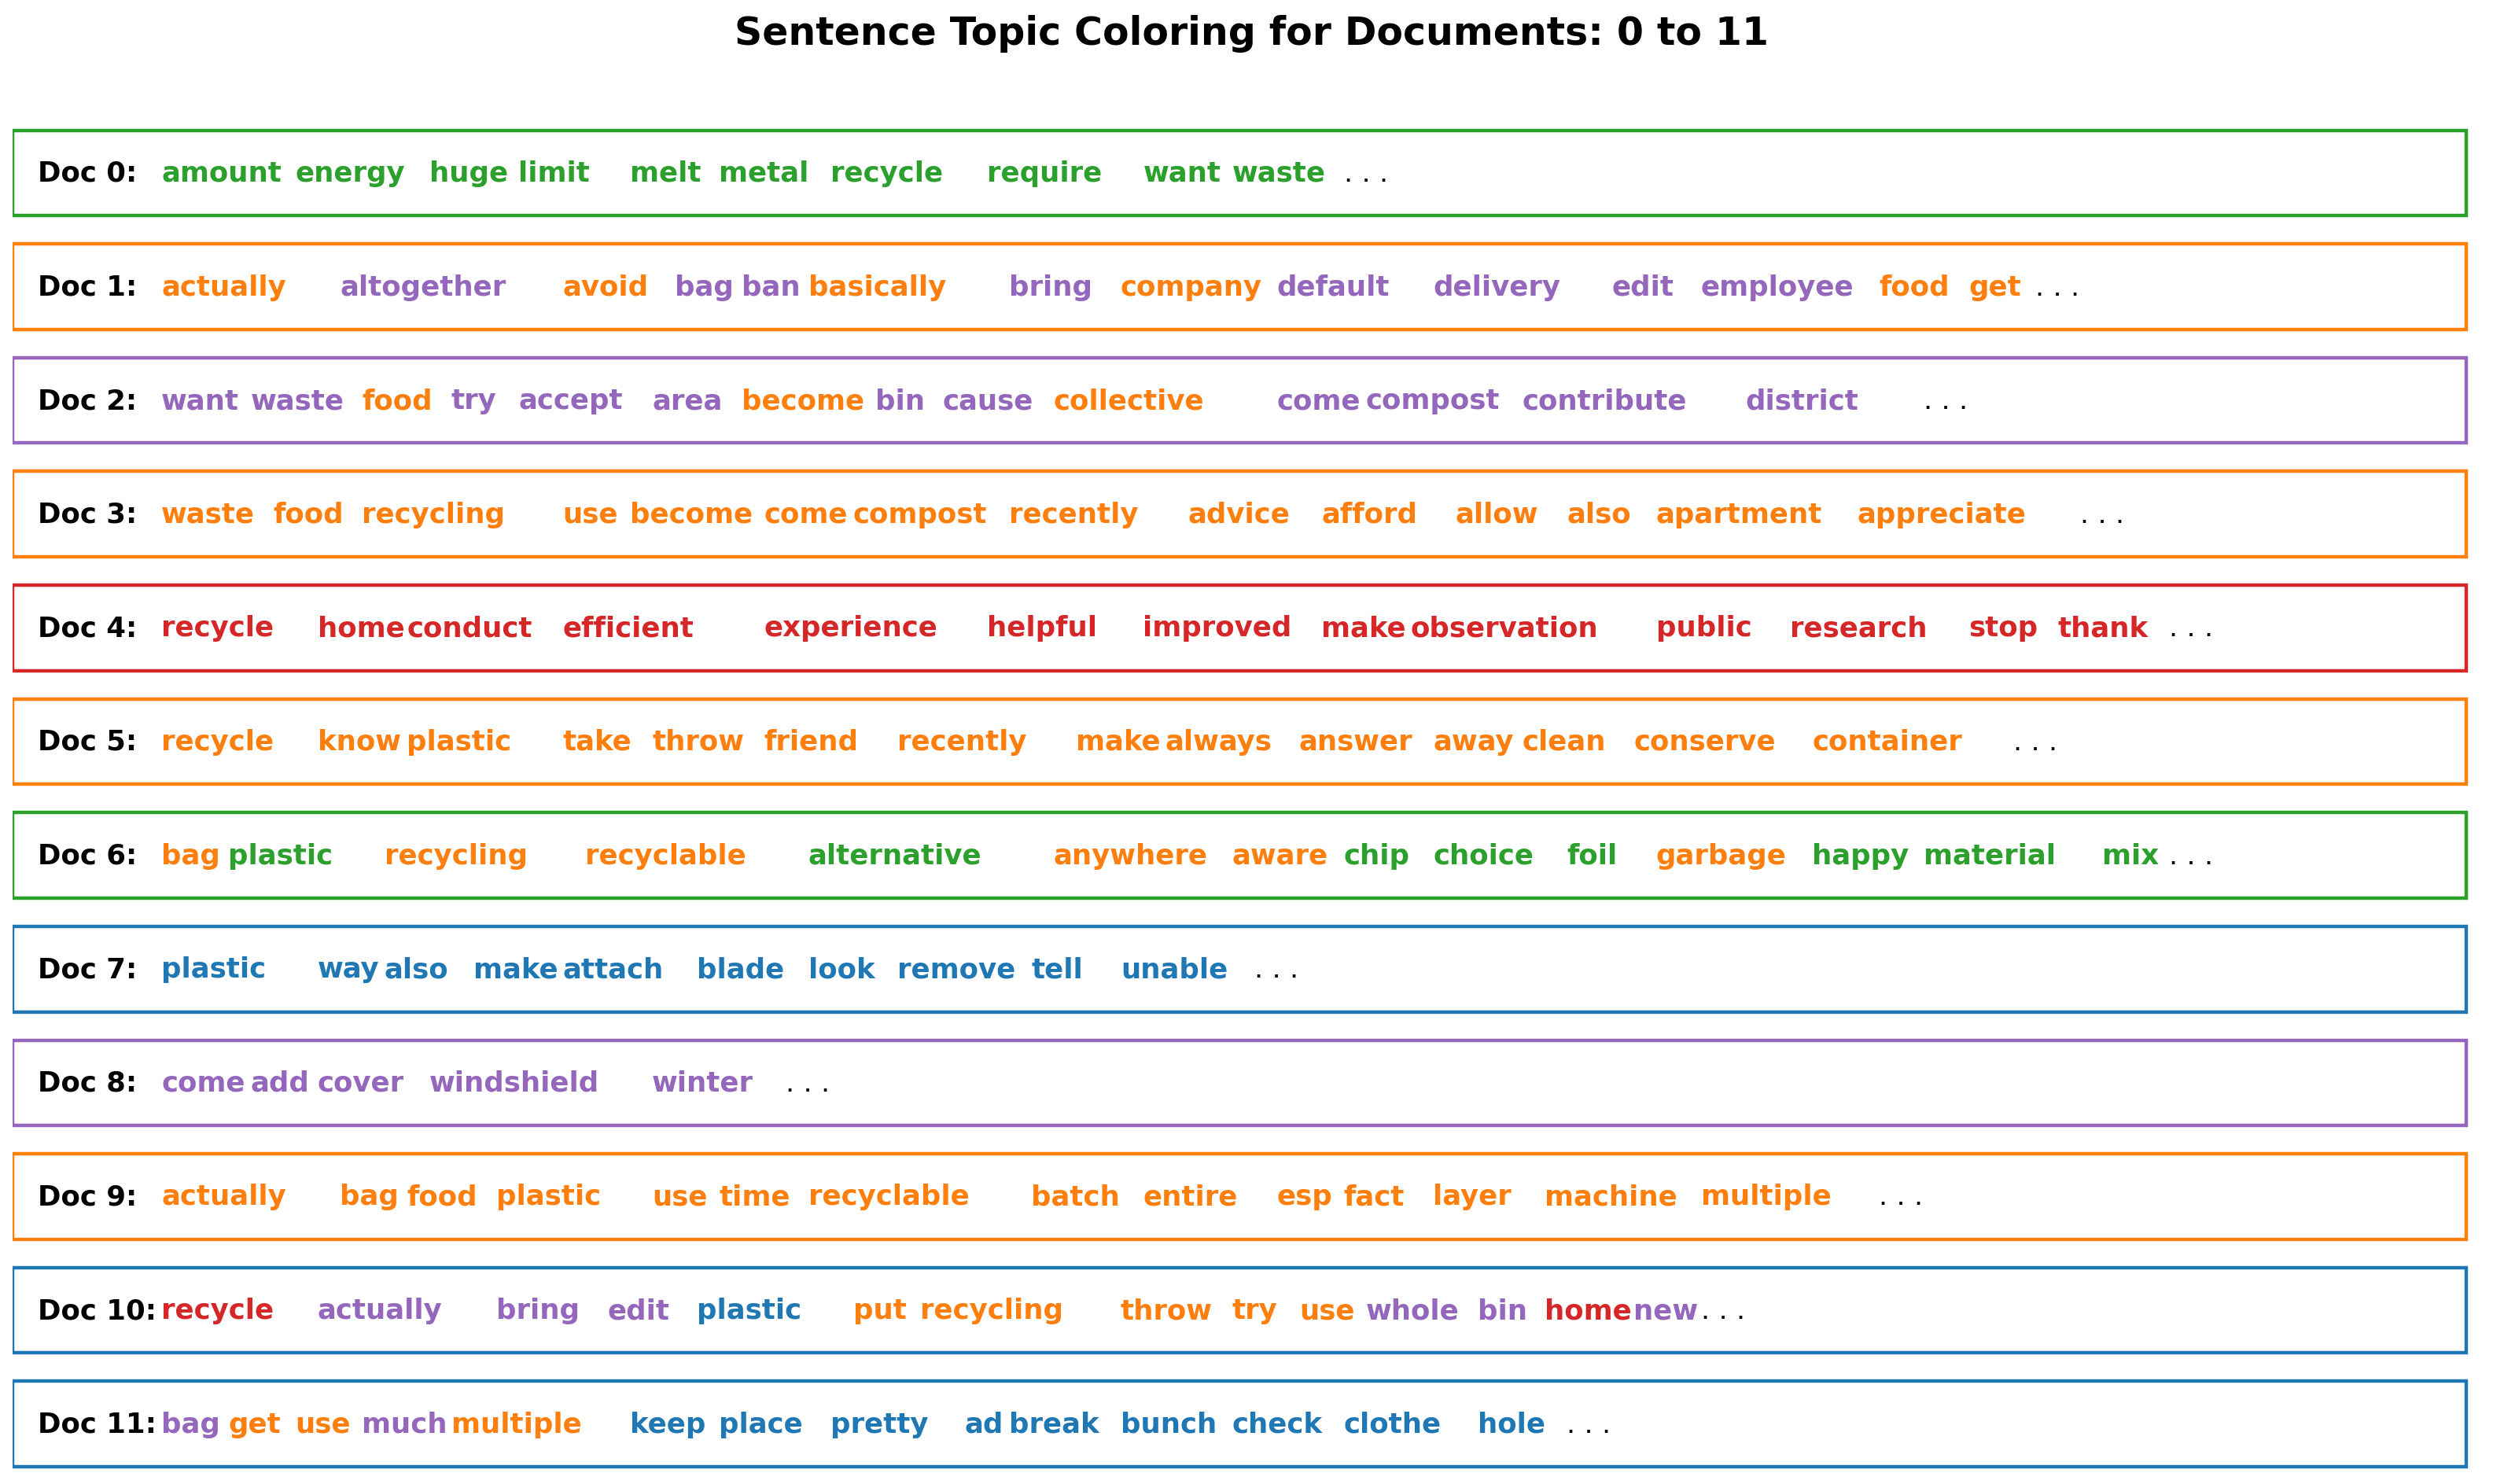 Sentence Topic Coloring for Documents: 0 to 11
Doc 0: amount energy huge limit melt metal recycle require want waste . . .
Doc 1: actually altogether avoid bag ban basically bring company default delivery edit employee food get . . .
Doc 2: want waste food try accept area become bin cause collective come compost contribute district . . .
Doc 3: waste food recycling use become come compost recently advice afford allow also apartment appreciate . . .
Doc 4: recycle home conduct efficient experience helpful improved make observation public research stop thank . . .
Doc 5: recycle know plastic take throw friend recently make always answer away clean conserve container . . .
Doc 6: bag plastic recycling recyclable alternative anywhere aware chip choice foil garbage happy material mix . . .
Doc 7: plastic way also make attach blade look remove tell unable . . .
Doc 8: come add cover windshield winter . . .
Doc 9: actually bag food plastic use time recyclable batch entire esp fact layer machine multiple . . .
Doc 10: recycle actually bring edit plastic put recycling throw try use whole bin home new . . .
Doc 11: bag get use much multiple keep place pretty ad break bunch check clothe hole . . .